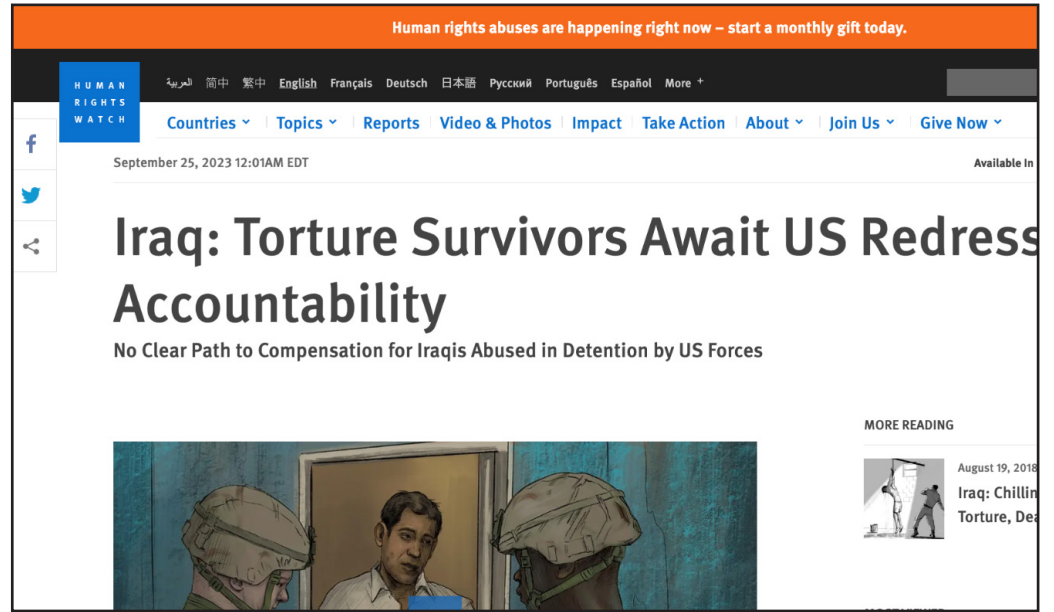 Human rights abuses are happening right now – start a monthly gift today.
العربية 简中 繁中 English Français Deutsch 日本語 Русский Português Español More +
HUMAN
RIGHTS
WATCH
Countries Topics Reports Video & Photos Impact Take Action About Join Us Give Now
September 25, 2023 12:01AM EDT
Available In
Iraq: Torture Survivors Await US Redress
Accountability
No Clear Path to Compensation for Iraqis Abused in Detention by US Forces
MORE READING
August 19, 2018
Iraq: Chillin
Torture, Dea